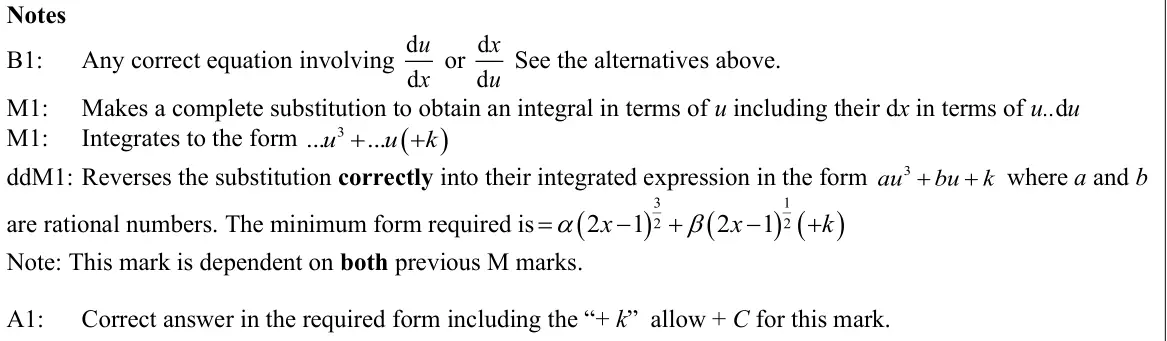 Notes
B1: Any correct equation involving du/dx or dx/du See the alternatives above.
M1: Makes a complete substitution to obtain an integral in terms of u including their dx in terms of u..du
M1: Integrates to the form ...u³ + ...u(+k)
ddM1: Reverses the substitution correctly into their integrated expression in the form au³ + bu + k where a and b
are rational numbers. The minimum form required is = α(2x−1)^(3/2) + β(2x−1)^(1/2) (+k)
Note: This mark is dependent on both previous M marks.
A1: Correct answer in the required form including the “+ k” allow + C for this mark.